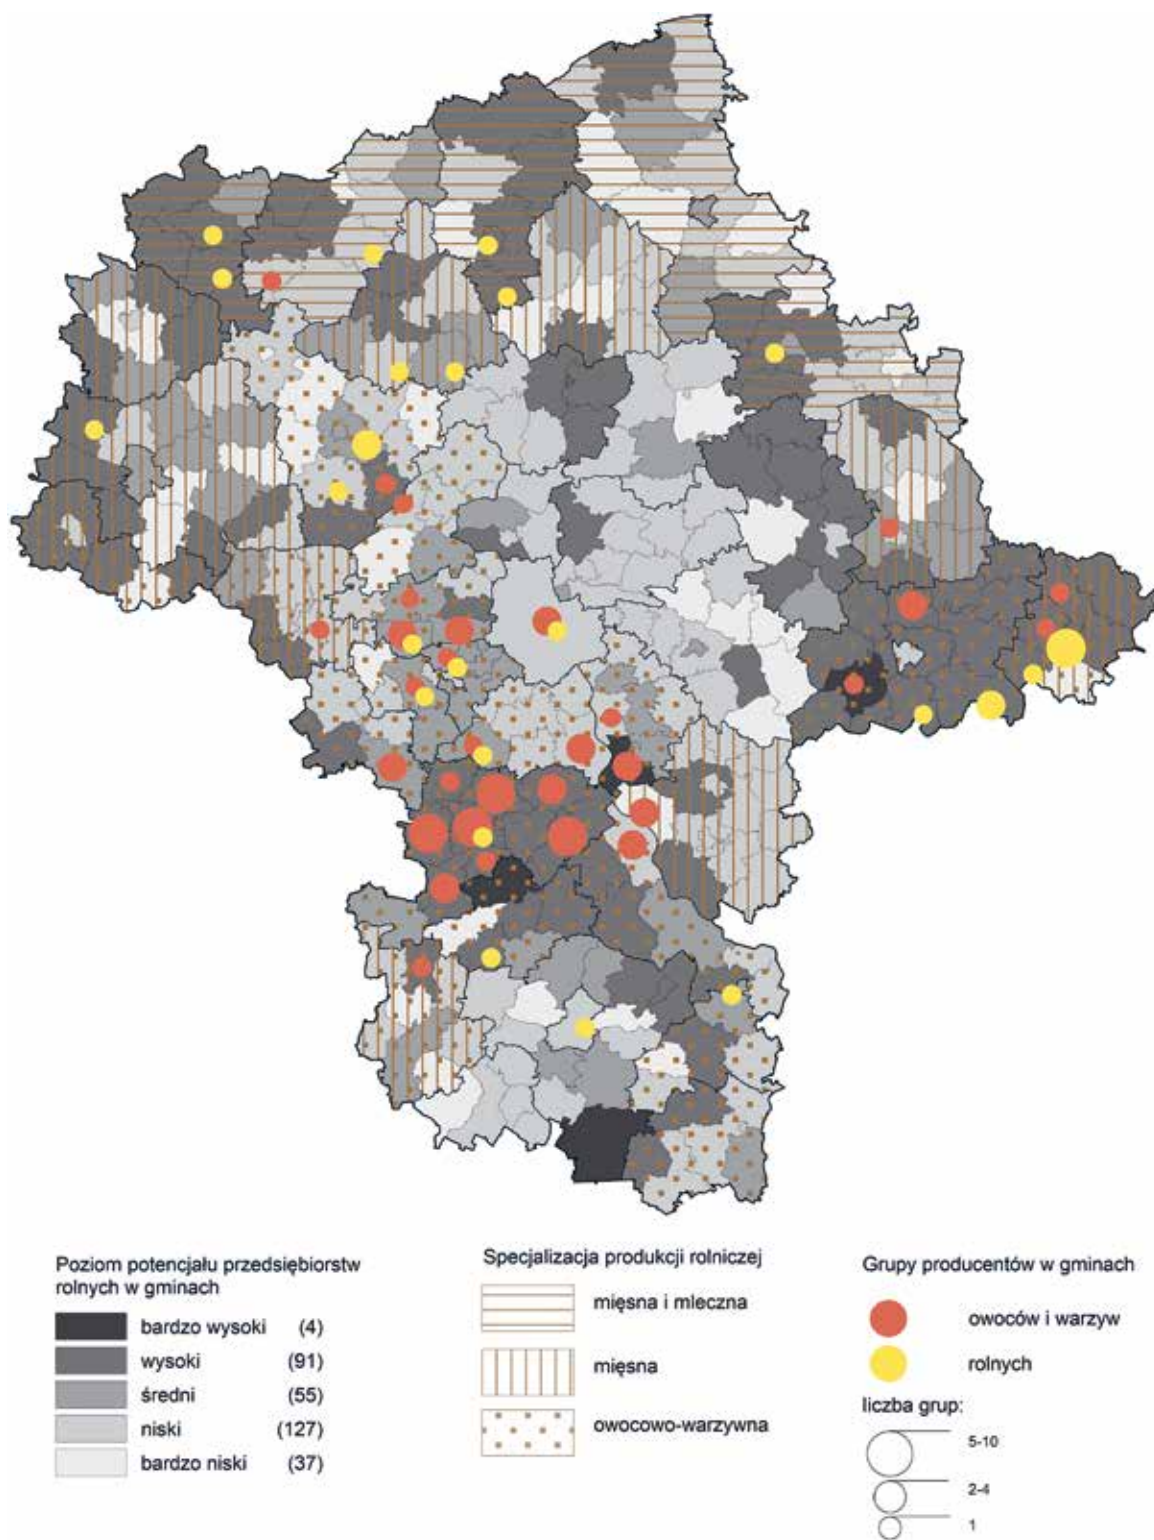 Poziom potencjału przedsiębiorstw
rolnych w gminach
bardzo wysoki (4)
wysoki (91)
średni (55)
niski (127)
bardzo niski (37)
Specjalizacja produkcji rolniczej
mięsna i mleczna
mięsna
owocowo-warzywna
Grupy producentów w gminach
owoców i warzyw
rolnych
liczba grup:
5-10
2-4
1